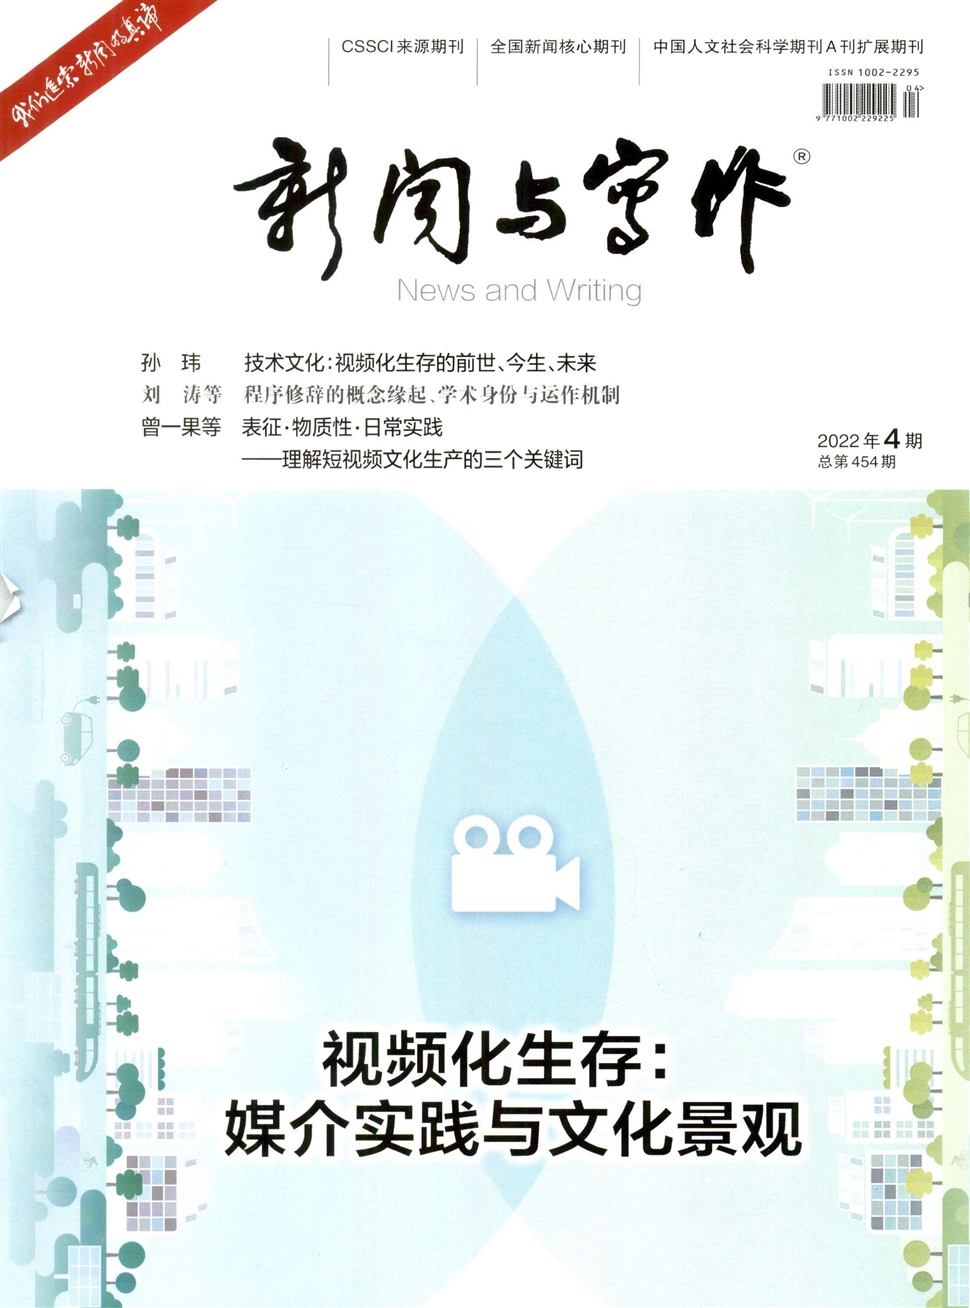 我们追索新闻的真谛
CSSCI来源期刊
全国新闻核心期刊
中国人文社会科学期刊A刊扩展期刊
ISSN 1002-2295
04>
9 771002 229225
新闻与写作®
News and Writing
孙 玮 技术文化:视频化生存的前世、今生、未来
刘 涛等 程序修辞的概念缘起、学术身份与运作机制
曾一果等 表征·物质性·日常实践
——理解短视频文化生产的三个关键词
2022年4期
总第454期
视频化生存:
媒介实践与文化景观